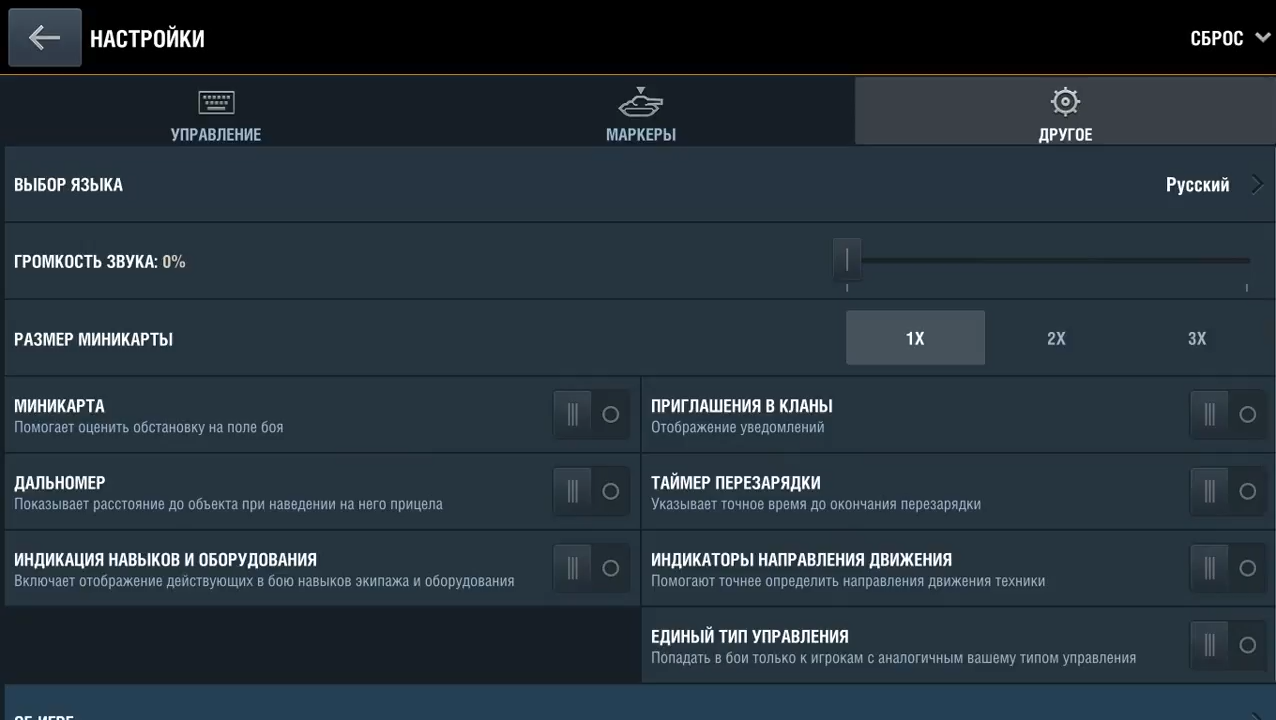 НАСТРОЙКИ
СБРОС
УПРАВЛЕНИЕ
МАРКЕРЫ
ДРУГОЕ
ВЫБОР ЯЗЫКА
Русский
ГРОМКОСТЬ ЗВУКА: 0%
РАЗМЕР МИНИКАРТЫ
1X
2X
3X
МИНИКАРТА
Помогает оценить обстановку на поле боя
ПРИГЛАШЕНИЯ В КЛАНЫ
Отображение уведомлений
ДАЛЬНОМЕР
Показывает расстояние до объекта при наведении на него прицела
ТАЙМЕР ПЕРЕЗАРЯДКИ
Указывает точное время до окончания перезарядки
ИНДИКАЦИЯ НАВЫКОВ И ОБОРУДОВАНИЯ
Включает отображение действующих в бою навыков экипажа и оборудования
ИНДИКАТОРЫ НАПРАВЛЕНИЯ ДВИЖЕНИЯ
Помогают точнее определить направления движения техники
ЕДИНЫЙ ТИП УПРАВЛЕНИЯ
Попадать в бои только к игрокам с аналогичным вашему типом управления
ОБ ИГРЕ